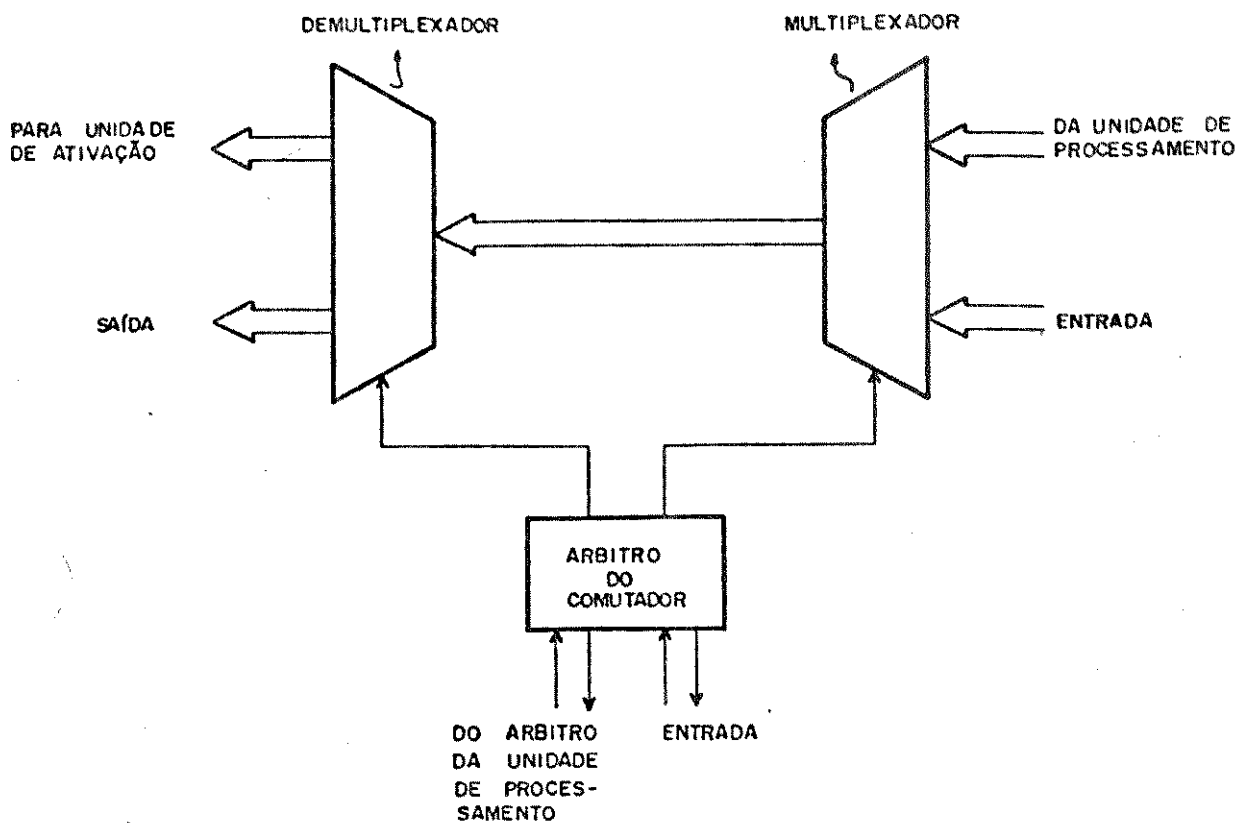 DEMULTIPLEXADOR
MULTIPLEXADOR
PARA UNIDADE
DE ATIVAÇÃO
DA UNIDADE DE
PROCESSAMENTO
SAÍDA
ENTRADA
ARBITRO
DO
COMUTADOR
DO ARBITRO
DA UNIDADE
DE PROCES-
SAMENTO
ENTRADA